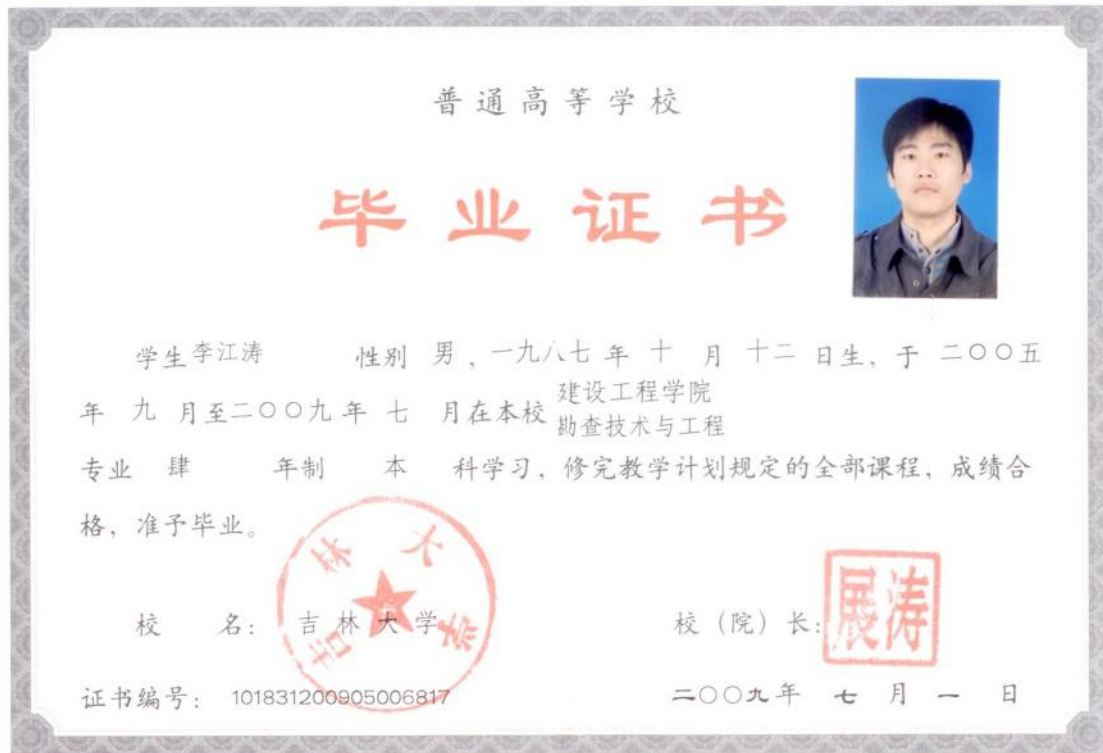 普通高等学校
毕业证书
学生 李江涛 性别 男，一九八七 年 十 月 十二 日生，于 二〇〇五
年 九 月至二〇〇九 年 七 月在本校 建设工程学院
勘查技术与工程
专业 肆 年制 本 科学习，修完教学计划规定的全部课程，成绩合
格，准予毕业。
吉林大学
校 名： 吉林大学 校（院）长：
展涛
证书编号： 101831200905006817 二〇〇九年 七 月 一 日